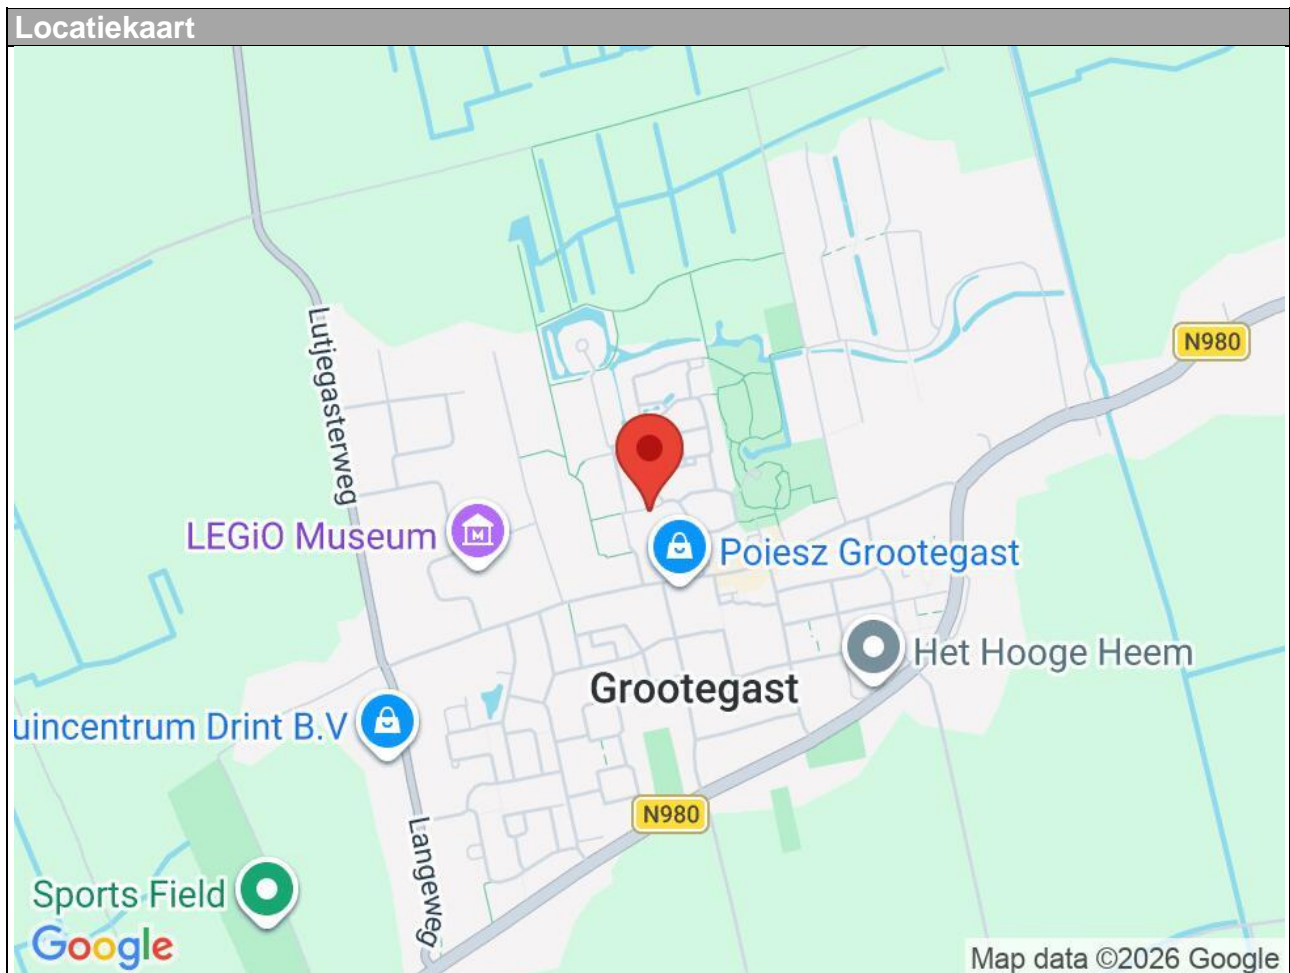 Locatiekaart
N980
Lutjegasterweg
LEGiO Museum
Poiesz Grootegast
Het Hooge Heem
Grootegast
uincentrum Drint B.V
N980
Langeweg
Sports Field
Google
Map data ©2026 Google